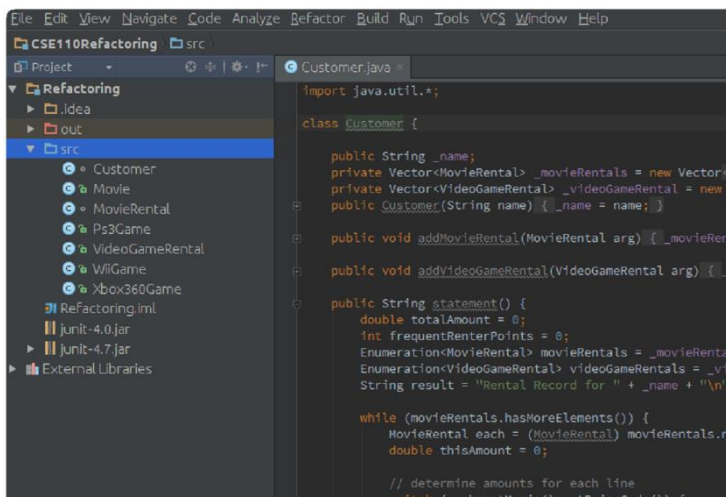 File Edit View Navigate Code Analyze Refactor Build Run Tools VCS Window Help
CSE110Refactoring src
Project
Refactoring
.idea
out
src
Customer
Movie
MovieRental
Ps3Game
VideoGameRental
WiiGame
Xbox360Game
Refactoring.iml
junit-4.0.jar
junit-4.7.jar
External Libraries
Customer.java ×
import java.util.*;
class Customer {
public String _name;
private Vector<MovieRental> _movieRentals = new Vector<
private Vector<VideoGameRental> _videoGameRental = new
public Customer(String name) { _name = name; }
public void addMovieRental(MovieRental arg) { _movieRen
public void addVideoGameRental(VideoGameRental arg) { _
public String statement() {
double totalAmount = 0;
int frequentRenterPoints = 0;
Enumeration<MovieRental> movieRentals = _movieRenta
Enumeration<VideoGameRental> videoGameRentals = _vi
String result = "Rental Record for " + _name + "\n"
while (movieRentals.hasMoreElements()) {
MovieRental each = (MovieRental) movieRentals.n
double thisAmount = 0;
// determine amounts for each line